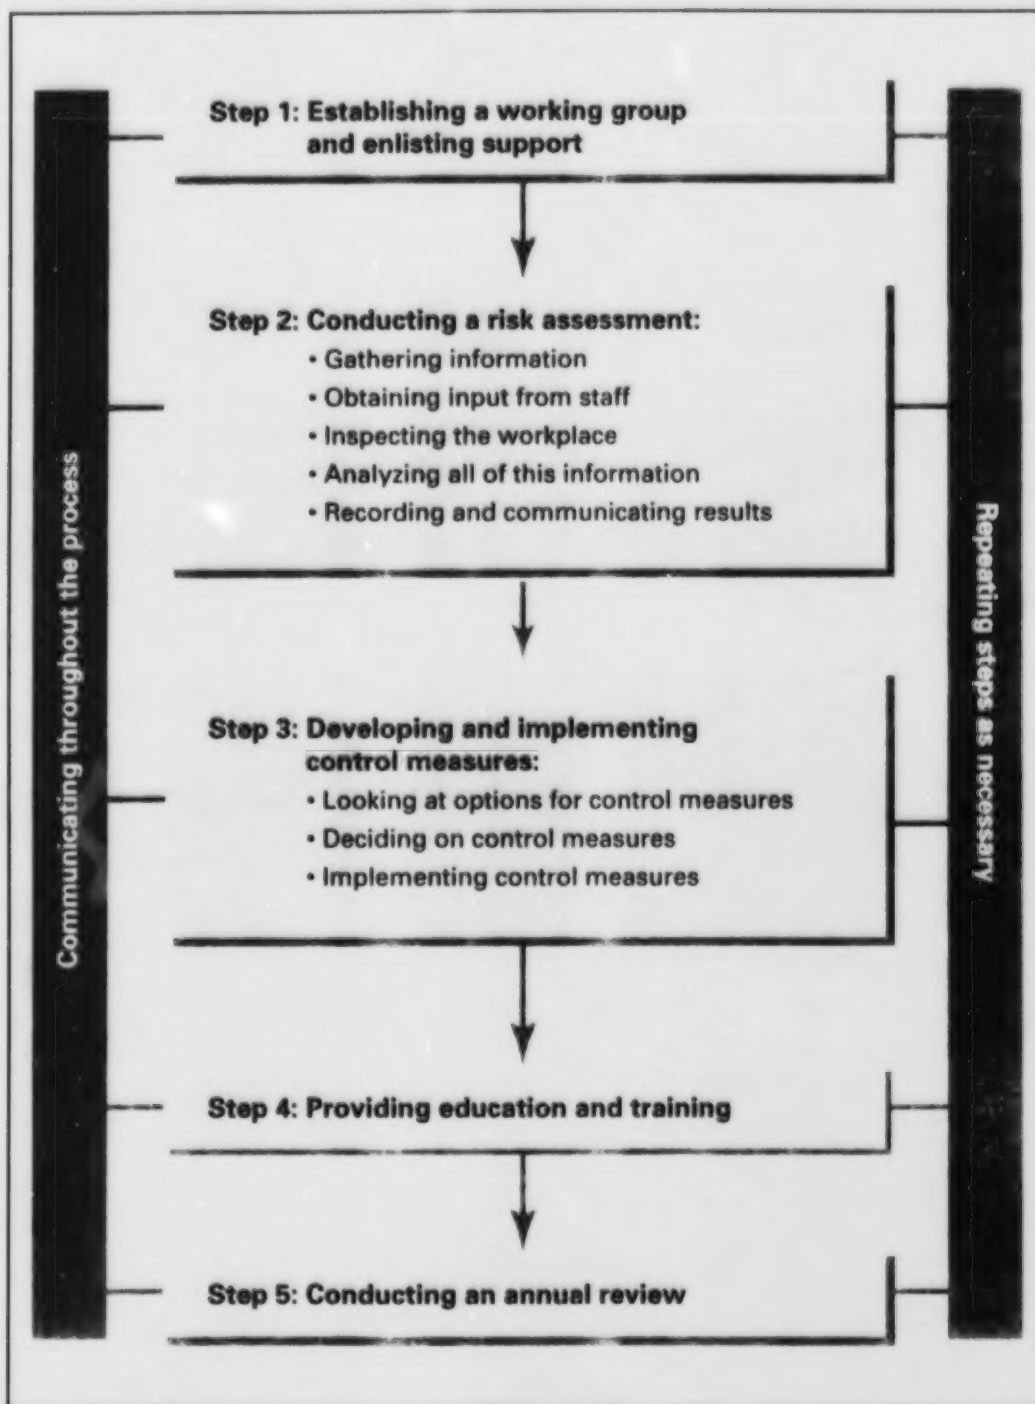 Communicating throughout the process
Step 1: Establishing a working group
and enlisting support
Step 2: Conducting a risk assessment:
• Gathering information
• Obtaining input from staff
• Inspecting the workplace
• Analyzing all of this information
• Recording and communicating results
Step 3: Developing and implementing
control measures:
• Looking at options for control measures
• Deciding on control measures
• Implementing control measures
Step 4: Providing education and training
Step 5: Conducting an annual review
Repeating steps as necessary